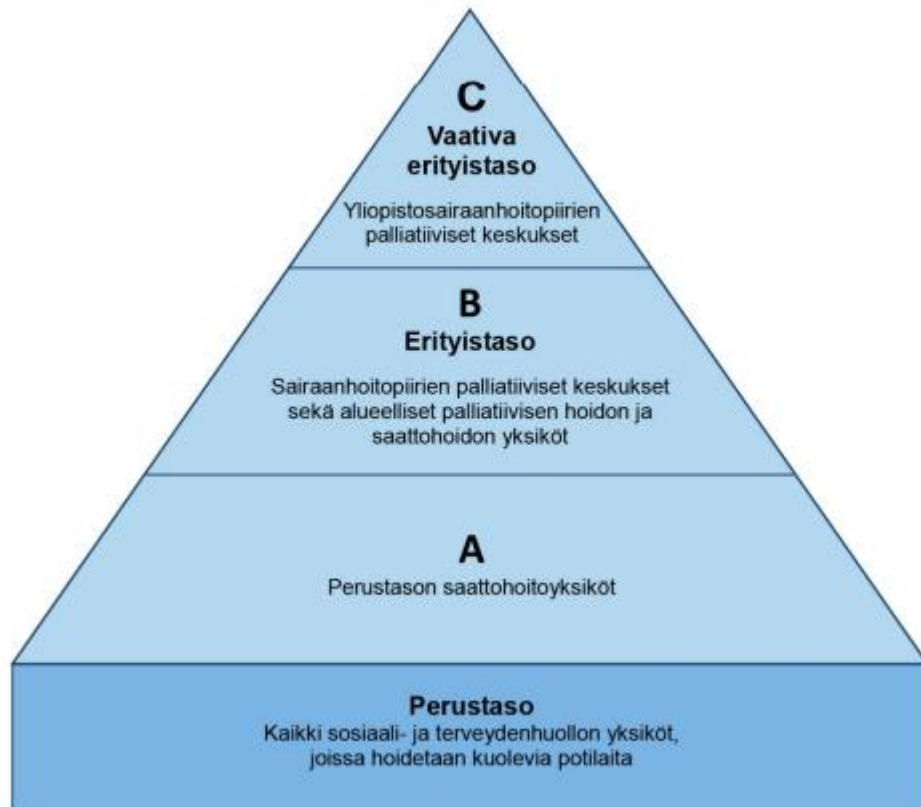 C
Vaativa
erityistaso
Yliopistosairaanhoitopiirien
palliatiiviset keskukset
B
Erityistaso
Sairaanhoitopiirien palliatiiviset keskukset
sekä alueelliset palliatiivisen hoidon ja
saattohoidon yksiköt
A
Perustason saattohoitoyksiköt
Perustaso
Kaikki sosiaali- ja terveydenhuollon yksiköt,
joissa hoidetaan kuolevia potilaita